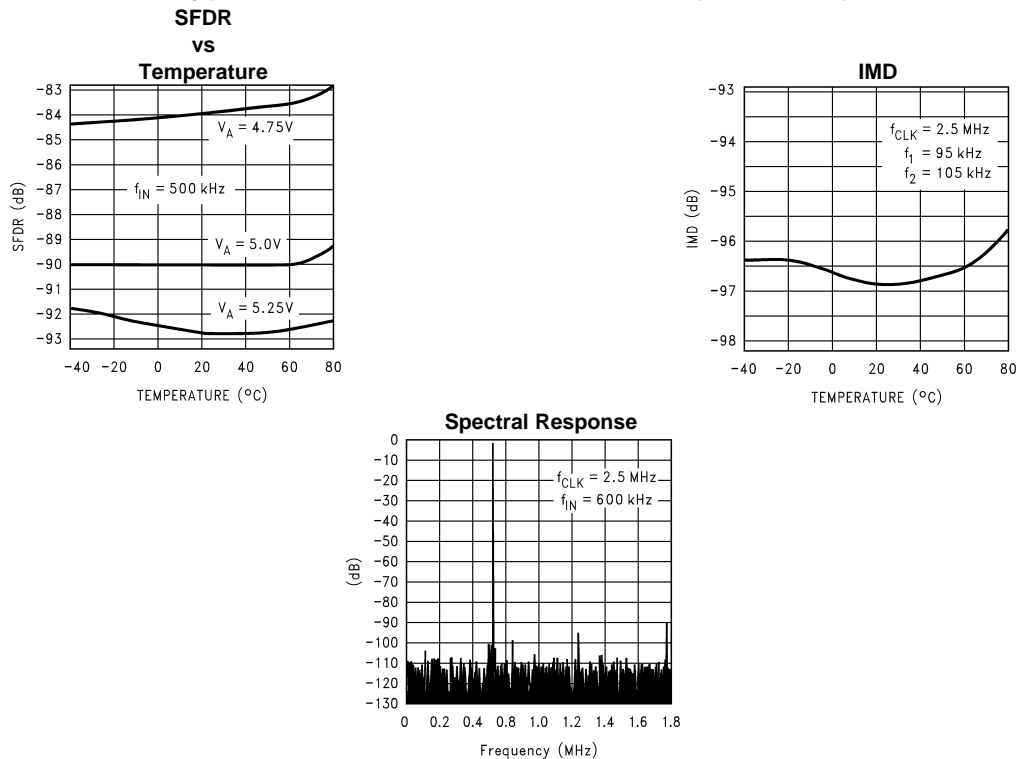 SFDR
vs
Temperature
-83
-84
-85
-86
-87
-88
-89
-90
-91
-92
-93
SFDR (dB)
V_A = 4.75V
f_IN = 500 kHz
V_A = 5.0V
V_A = 5.25V
-40 -20 0 20 40 60 80
TEMPERATURE (°C)
IMD
-93
-94
-95
-96
-97
-98
IMD (dB)
f_CLK = 2.5 MHz
f_1 = 95 kHz
f_2 = 105 kHz
-40 -20 0 20 40 60 80
TEMPERATURE (°C)
Spectral Response
0
-10
-20
-30
-40
-50
-60
-70
-80
-90
-100
-110
-120
-130
(dB)
f_CLK = 2.5 MHz
f_IN = 600 kHz
0 0.2 0.4 0.8 0.8 1.0 1.2 1.4 1.6 1.8
Frequency (MHz)